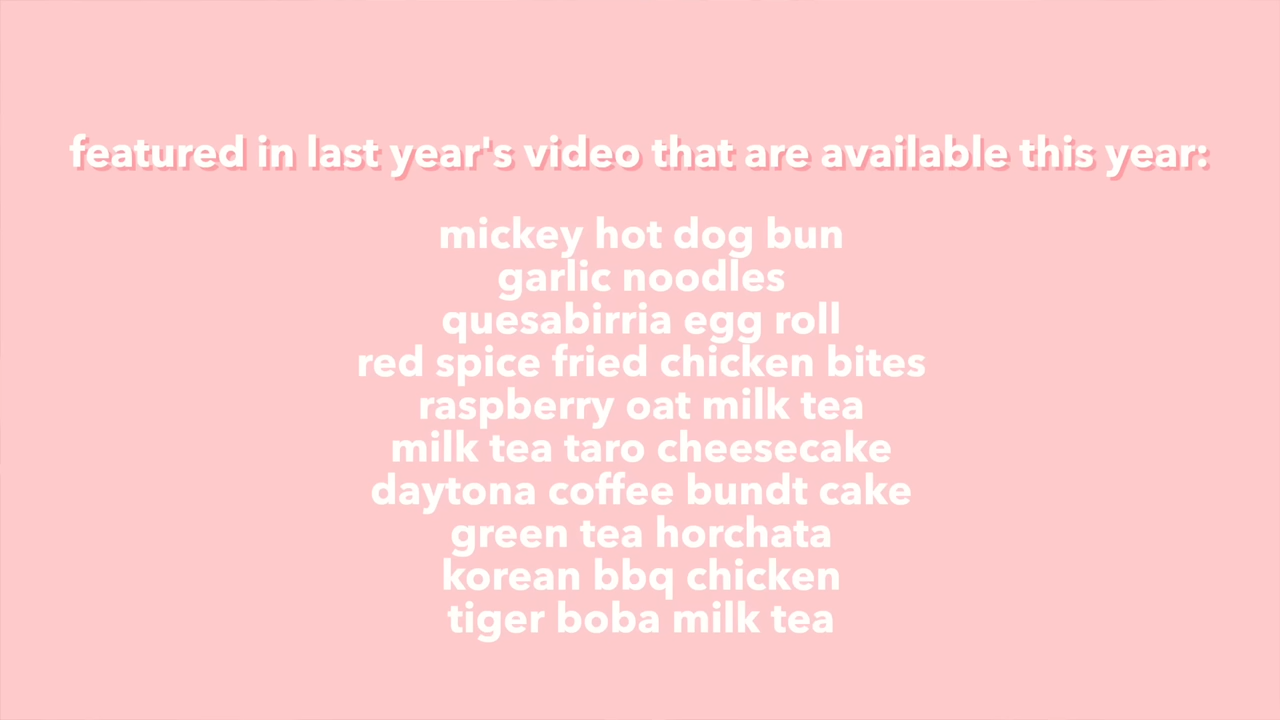 featured in last year's video that are available this year:
mickey hot dog bun
garlic noodles
quesabirria egg roll
red spice fried chicken bites
raspberry oat milk tea
milk tea taro cheesecake
daytona coffee bundt cake
green tea horchata
korean bbq chicken
tiger boba milk tea